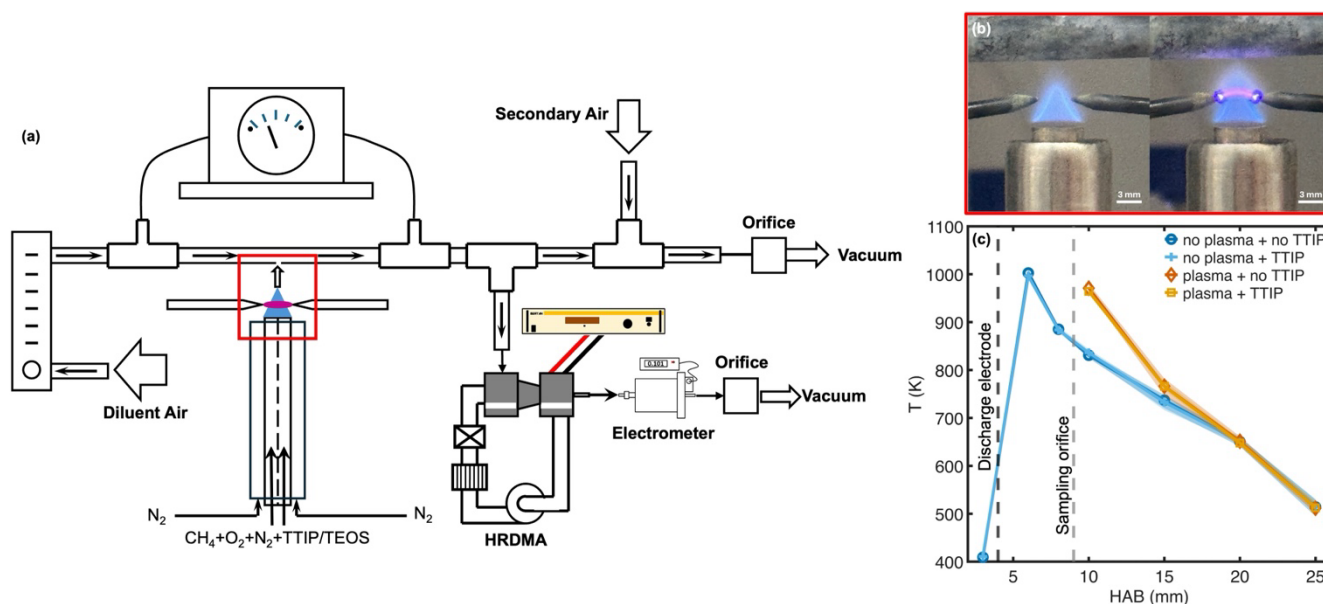 (a)
Secondary Air
Orifice
Vacuum
Diluent Air
0.101
Orifice
Vacuum
Electrometer
HRDMA
N₂
N₂
CH₄+O₂+N₂+TTIP/TEOS
(b)
3 mm
3 mm
(c)
no plasma + no TTIP
no plasma + TTIP
plasma + no TTIP
plasma + TTIP
Discharge electrode
Sampling orifice
T (K)
1100
1000
900
800
700
600
500
400
5
10
15
20
25
HAB (mm)